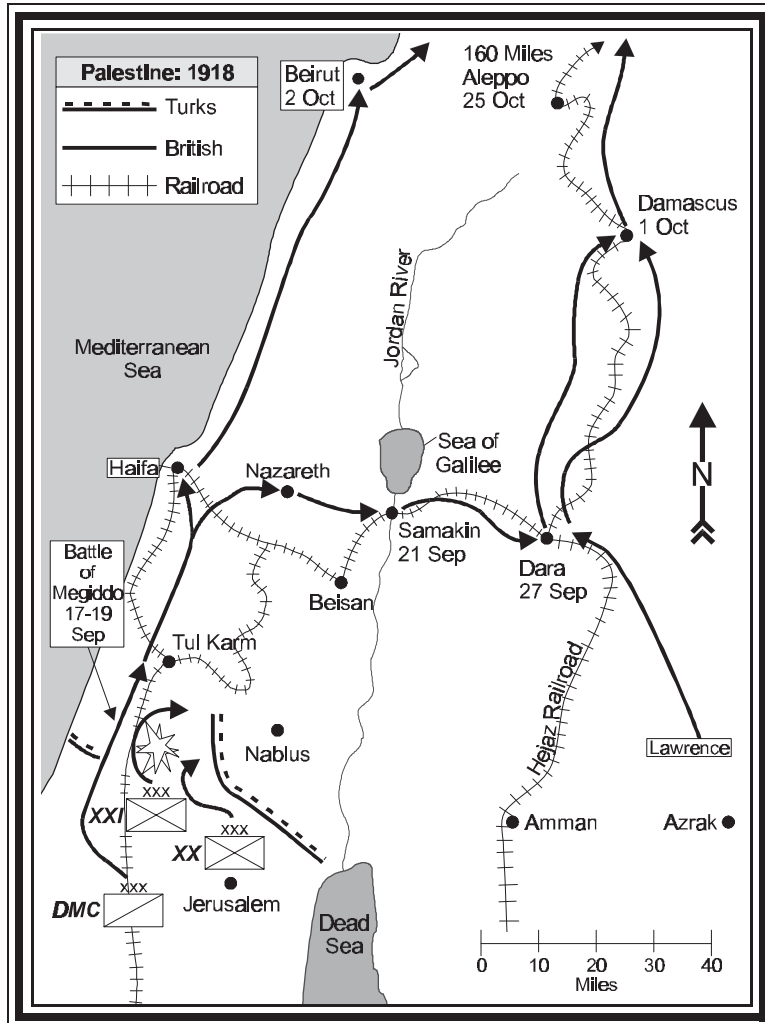 Palestine: 1918
Turks
British
Railroad
Beirut
2 Oct
160 Miles
Aleppo
25 Oct
Damascus
1 Oct
Jordan River
Mediterranean
Sea
Sea of
Galilee
N
Haifa
Nazareth
Samakin
21 Sep
Dara
27 Sep
Battle
of
Megiddo
17-19
Sep
Beisan
Tul Karm
Hejaz Railroad
Nablus
Lawrence
XXX
XXI
XXX
XX
Amman
Azrak
XXX
DMC
Jerusalem
Dead
Sea
0 10 20 30 40
Miles